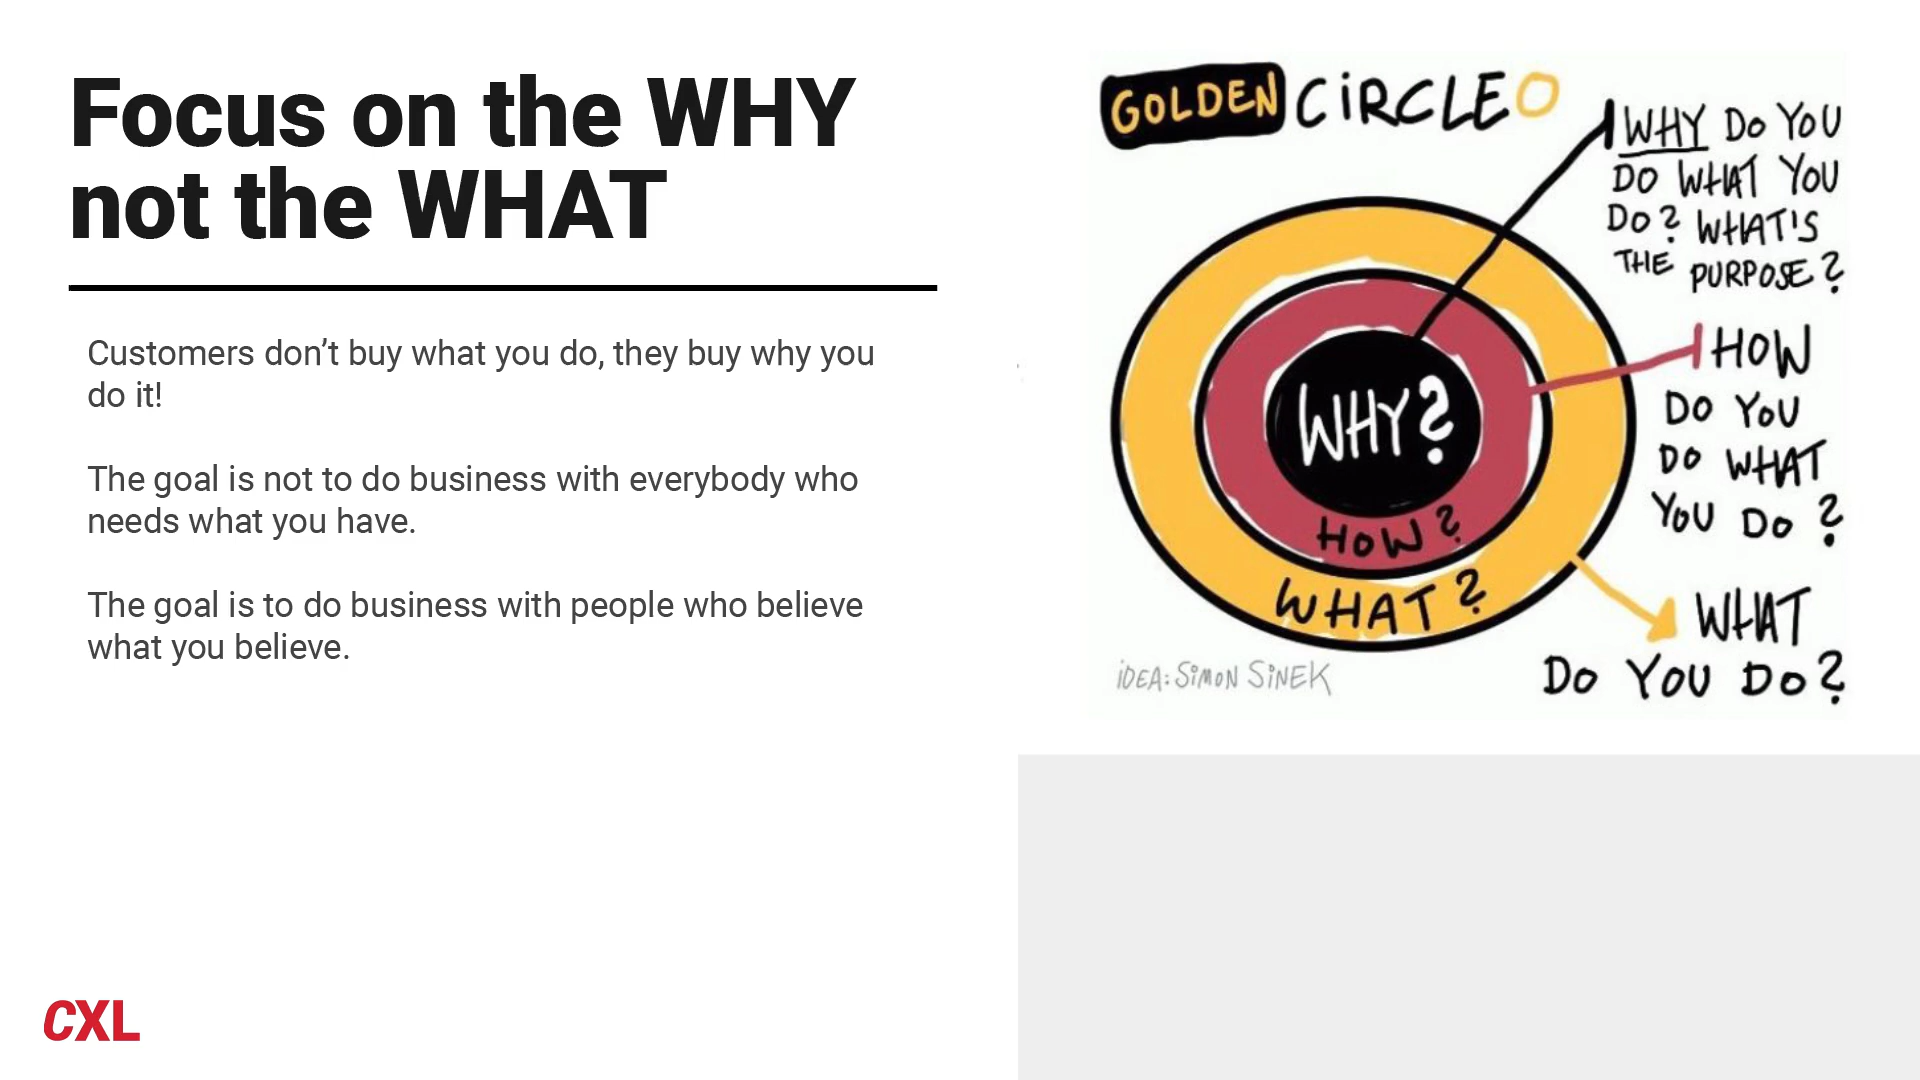 Focus on the WHY
not the WHAT
Customers don’t buy what you do, they buy why you
do it!
The goal is not to do business with everybody who
needs what you have.
The goal is to do business with people who believe
what you believe.
CXL
GOLDEN CiRCLE
WHY DO YOU
DO WHAT YOU
DO? WHAT'S
THE PURPOSE?
HOW
DO YOU
DO WHAT
YOU DO?
WHAT
DO YOU DO?
WHY?
HOW?
WHAT?
iDEA: SiMON SiNEK